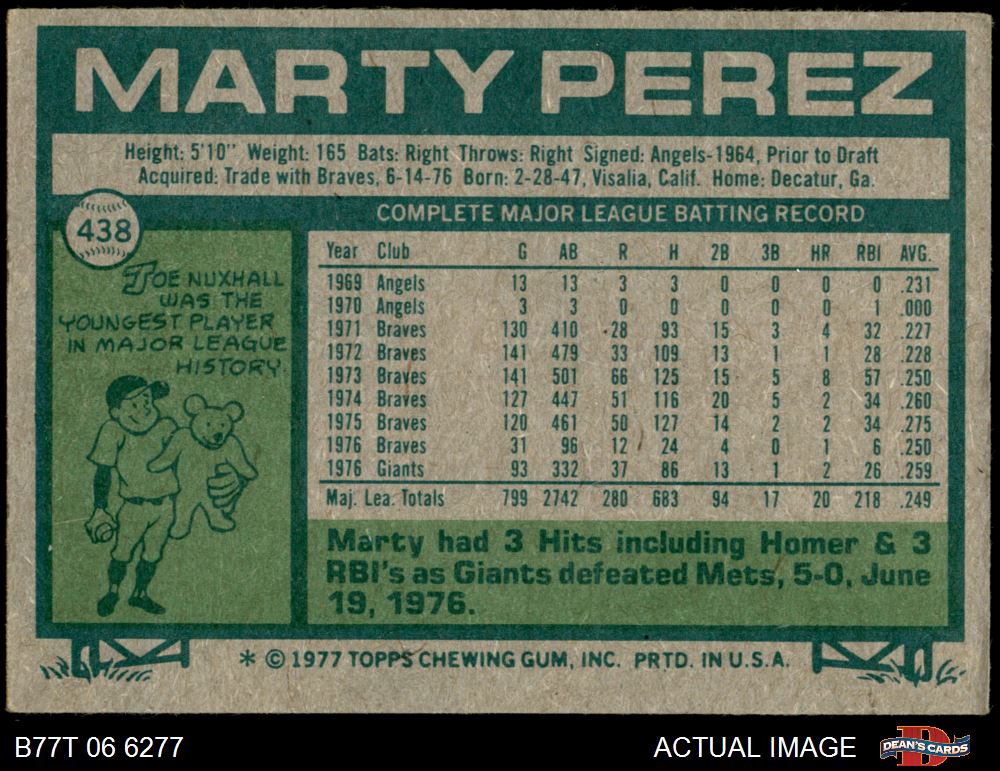 MARTY PEREZ
Height: 5'10" Weight: 165 Bats: Right Throws: Right Signed: Angels-1964, Prior to Draft
Acquired: Trade with Braves, 6-14-76 Born: 2-28-47, Visalia, Calif. Home: Decatur, Ga.
438
JOE NUXHALL
WAS THE
YOUNGEST PLAYER
IN MAJOR LEAGUE
HISTORY.
COMPLETE MAJOR LEAGUE BATTING RECORD
Year Club G AB R H 2B 3B HR RBI AVG.
1969 Angels 13 13 3 3 0 0 0 0 .231
1970 Angels 3 3 0 0 0 0 0 1 .000
1971 Braves 130 410 28 93 15 3 4 32 .227
1972 Braves 141 479 33 109 13 1 1 28 .228
1973 Braves 141 501 66 125 15 5 8 57 .250
1974 Braves 127 447 51 116 20 5 2 34 .260
1975 Braves 120 461 50 127 14 2 2 34 .275
1976 Braves 31 96 12 24 4 0 1 6 .250
1976 Giants 93 332 37 86 13 1 2 26 .259
Maj. Lea. Totals 799 2742 280 683 94 17 20 218 .249
Marty had 3 Hits including Homer & 3
RBI's as Giants defeated Mets, 5-0, June
19, 1976.
* © 1977 TOPPS CHEWING GUM, INC. PRTD. IN U.S.A.
B77T 06 6277
ACTUAL IMAGE
DEAN'S CARDS